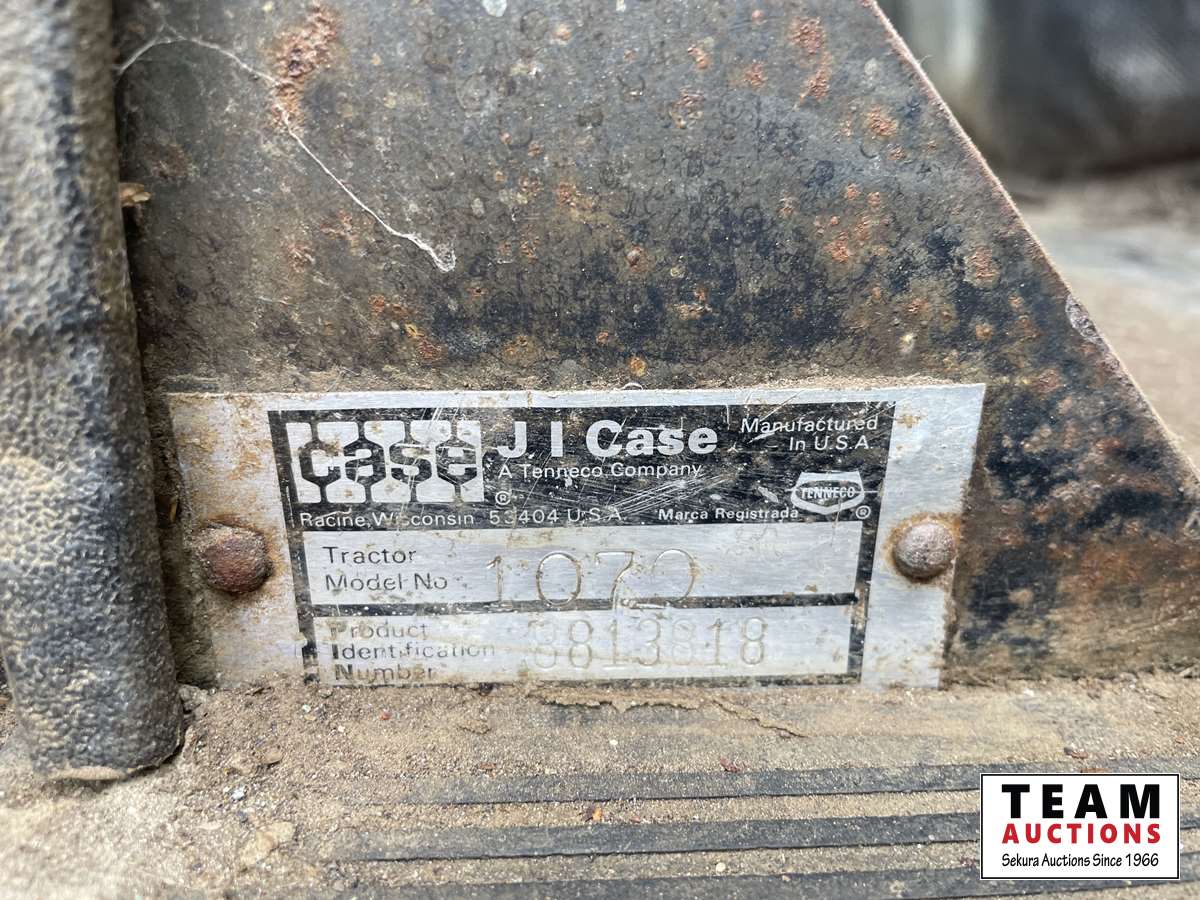 case J I Case
A Tenneco Company
Manufactured
In U.S.A.
TENNECO
Racine, Wisconsin 53404 U.S.A.
Marca Registrada
Tractor
Model No. 1070
Product
Identification
Number
8813818
TEAM
AUCTIONS
Sekura Auctions Since 1966